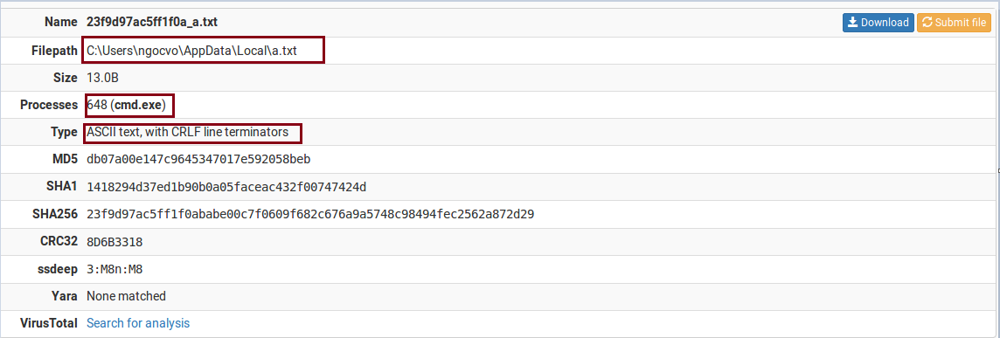 Name 23f9d97ac5ff1f0a_a.txt Download Submit file
Filepath C:\Users\ngocvo\AppData\Local\a.txt
Size 13.0B
Processes 648 (cmd.exe)
Type ASCII text, with CRLF line terminators
MD5 db07a00e147c9645347017e592058beb
SHA1 1418294d37ed1b90b0a05faceac432f00747424d
SHA256 23f9d97ac5ff1f0ababe00c7f0609f682c676a9a5748c98494fec2562a872d29
CRC32 8D6B3318
ssdeep 3:M8n:M8
Yara None matched
VirusTotal Search for analysis